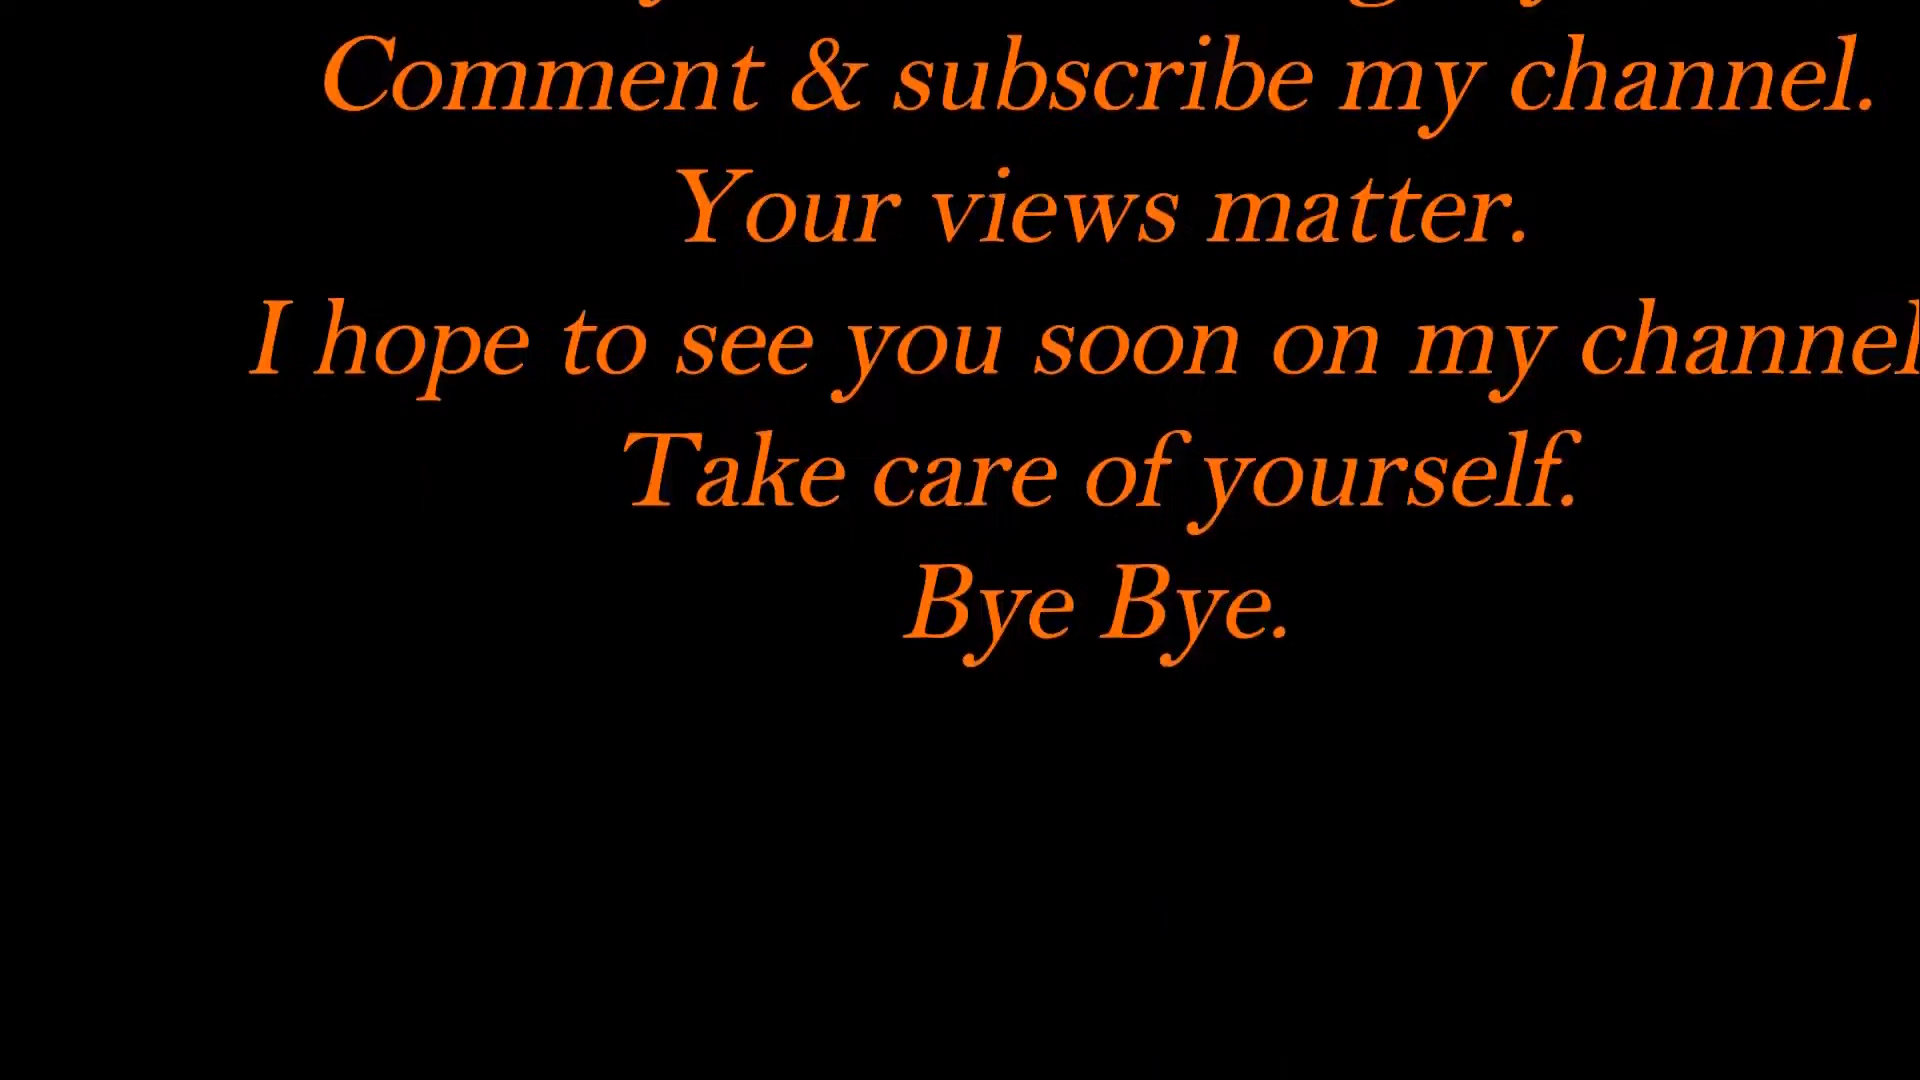 Comment & subscribe my channel.
Your views matter.
I hope to see you soon on my channel
Take care of yourself.
Bye Bye.